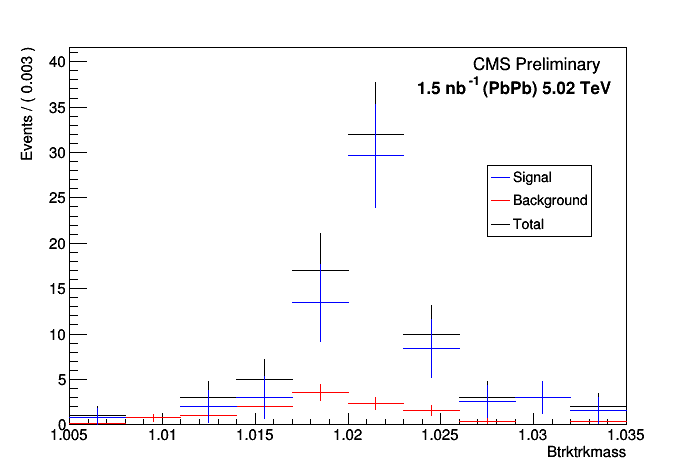 CMS Preliminary
1.5 nb⁻¹ (PbPb) 5.02 TeV
Events / ( 0.003 )
40
35
30
25
20
15
10
5
0
Signal
Background
Total
1.005 1.01 1.015 1.02 1.025 1.03 1.035
Btrktrkmass